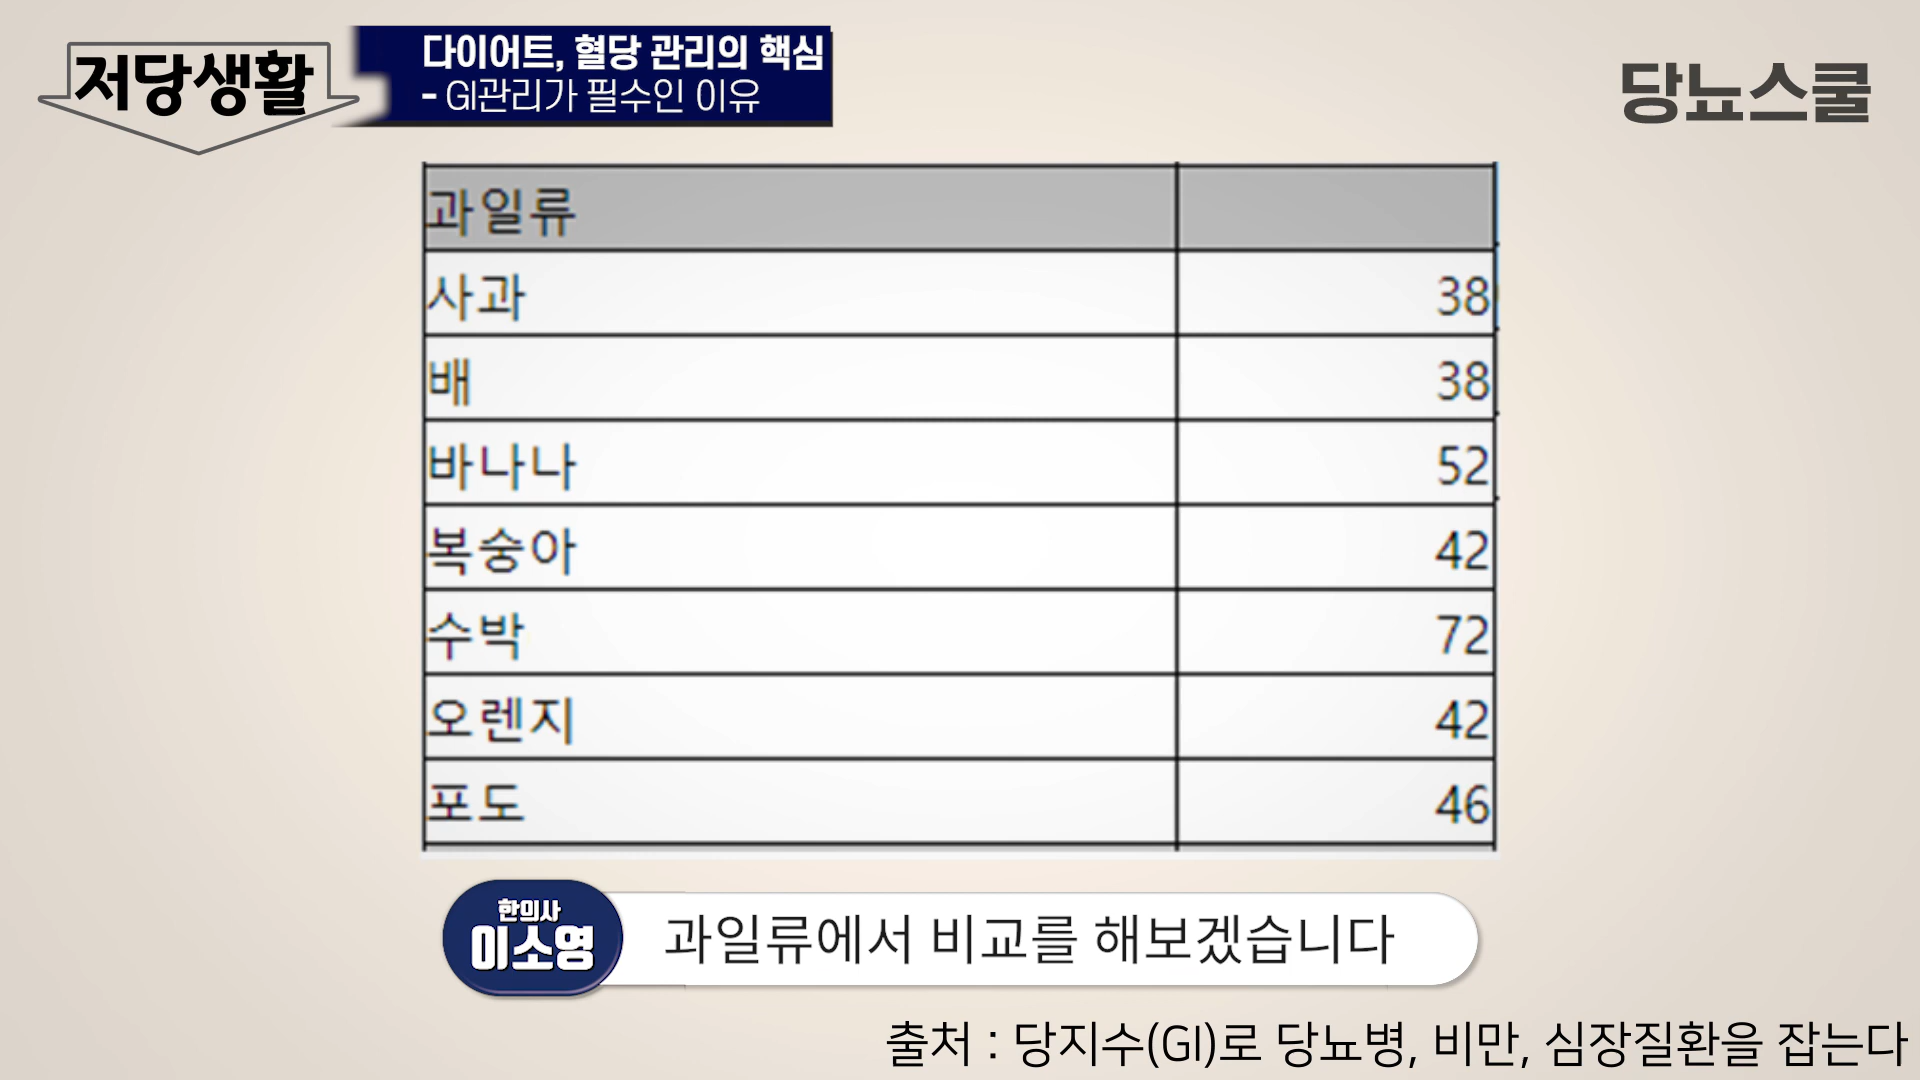 저당생활
다이어트, 혈당 관리의 핵심
- GI관리가 필수인 이유
당뇨스쿨
과일류
사과 38
배 38
바나나 52
복숭아 42
수박 72
오렌지 42
포도 46
한의사
이소영
과일류에서 비교를 해보겠습니다
출처 : 당지수(GI)로 당뇨병, 비만, 심장질환을 잡는다